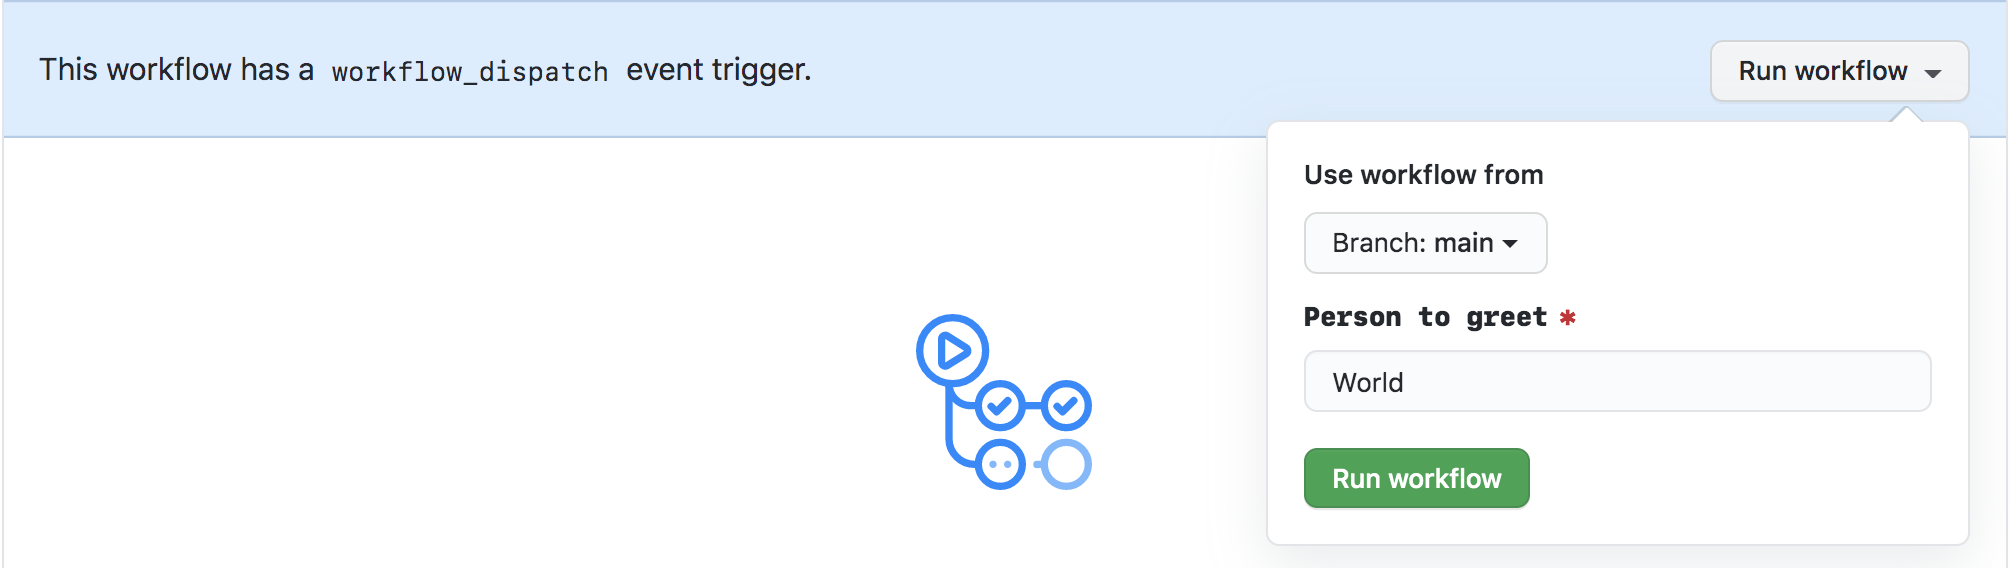 This workflow has a workflow_dispatch event trigger.
Run workflow
Use workflow from
Branch: main
Person to greet *
World
Run workflow